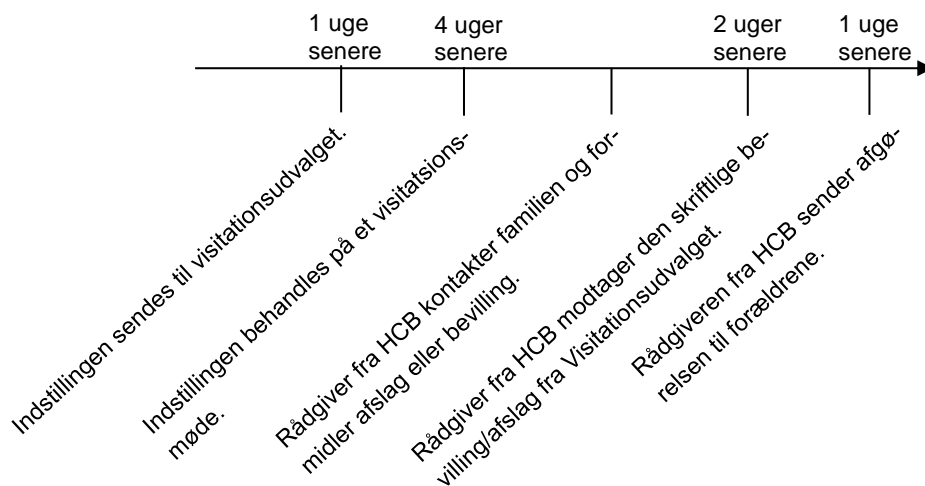 1 uge
senere
4 uger
senere
2 uger
senere
1 uge
senere
Indstillingen sendes til visitationsudvalget.
Indstillingen behandles på et visitatsions-
møde.
Rådgiver fra HCB kontakter familien og for-
midler afslag eller bevilling.
Rådgiver fra HCB modtager den skriftlige be-
villing/afslag fra Visitationsudvalget.
Rådgiveren fra HCB sender afgø-
relsen til forældrene.